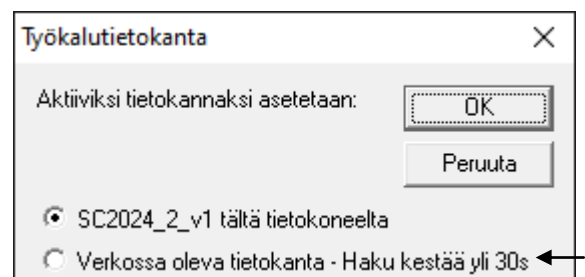 Työkalutietokanta
Aktiiviksi tietokannaksi asetetaan:
OK
Peruuta
SC2024_2_v1 tältä tietokoneelta
Verkossa oleva tietokanta - Haku kestää yli 30s